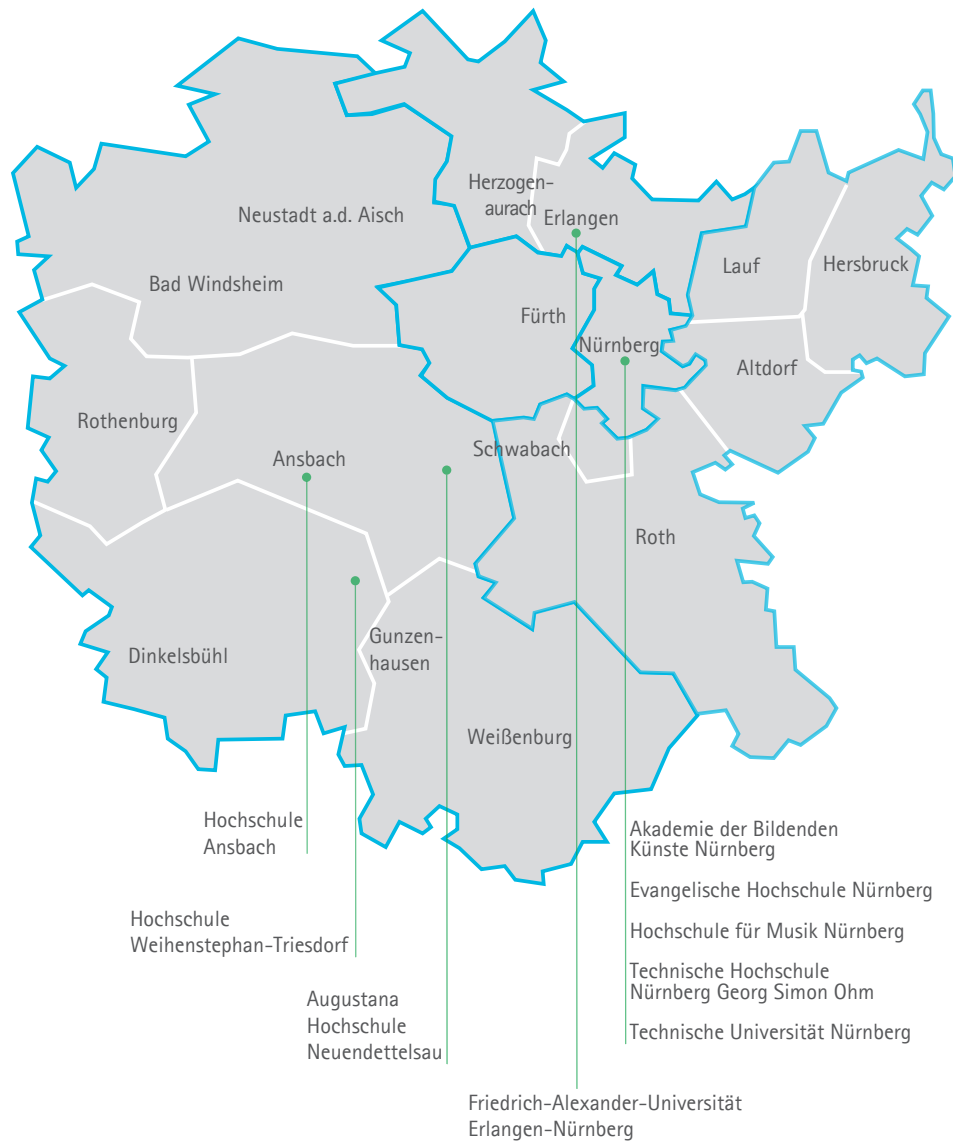 Herzogen-
aurach
Erlangen
Neustadt a.d. Aisch
Lauf
Hersbruck
Bad Windsheim
Fürth
Nürnberg
Altdorf
Rothenburg
Ansbach
Schwabach
Roth
Gunzen-
hausen
Dinkelsbühl
Weißenburg
Hochschule
Ansbach
Hochschule
Weihenstephan-Triesdorf
Augustana
Hochschule
Neuendettelsau
Akademie der Bildenden
Künste Nürnberg
Evangelische Hochschule Nürnberg
Hochschule für Musik Nürnberg
Technische Hochschule
Nürnberg Georg Simon Ohm
Technische Universität Nürnberg
Friedrich-Alexander-Universität
Erlangen-Nürnberg